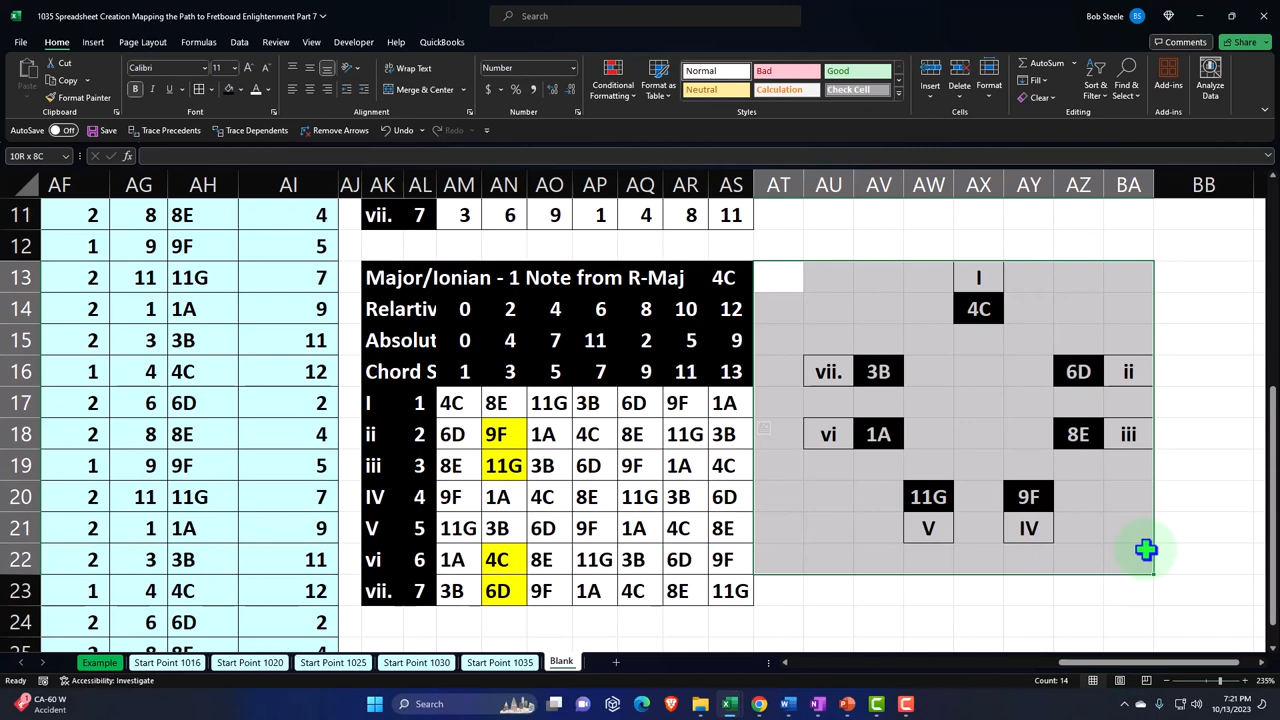 1035 Spreadsheet Creation Mapping the Path to Fretboard Enlightenment Part 7
Search
Bob Steele BS
File Home Insert Page Layout Formulas Data Review View Developer Automate Help QuickBooks
Comments Share
Cut
Copy
Paste
Format Painter
Calibri 11
B I U
Wrap Text
Merge & Center
Number
$ % ,
Conditional Formatting
Format as Table
Normal Bad Good
Neutral Calculation Check Cell
Insert Delete Format
AutoSum
Fill
Clear
Sort & Filter
Find & Select
Add-ins
Analyze Data
Clipboard Font Alignment Number Styles Cells Editing Add-ins
AutoSave Off Save Trace Precedents Trace Dependents Remove Arrows Undo Redo
10R x 8C
fx
AF AG AH AI AJ AK AL AM AN AO AP AQ AR AS AT AU AV AW AX AY AZ BA BB
11 2 8 8E 4 vii. 7 3 6 9 1 4 8 11
12 1 9 9F 5
13 2 11 11G 7 Major/Ionian - 1 Note from R-Maj 4C I
14 2 1 1A 9 Relartiv 0 2 4 6 8 10 12 4C
15 2 3 3B 11 Absolut 0 4 7 11 2 5 9
16 1 4 4C 12 Chord S 1 3 5 7 9 11 13 vii. 3B 6D ii
17 2 6 6D 2 I 1 4C 8E 11G 3B 6D 9F 1A
18 2 8 8E 4 ii 2 6D 9F 1A 4C 8E 11G 3B vi 1A 8E iii
19 1 9 9F 5 iii 3 8E 11G 3B 6D 9F 1A 4C
20 2 11 11G 7 IV 4 9F 1A 4C 8E 11G 3B 6D 11G 9F
21 2 1 1A 9 V 5 11G 3B 6D 9F 1A 4C 8E V IV
22 2 3 3B 11 vi 6 1A 4C 8E 11G 3B 6D 9F
23 1 4 4C 12 vii. 7 3B 6D 9F 1A 4C 8E 11G
24 2 6 6D 2
25 2 8 8E 4
Example Start Point 1016 Start Point 1020 Start Point 1025 Start Point 1030 Start Point 1035 Blank
Ready Accessibility: Investigate Count: 14 235%
CA-60 W
Accident
Search
7:21 PM
10/13/2023